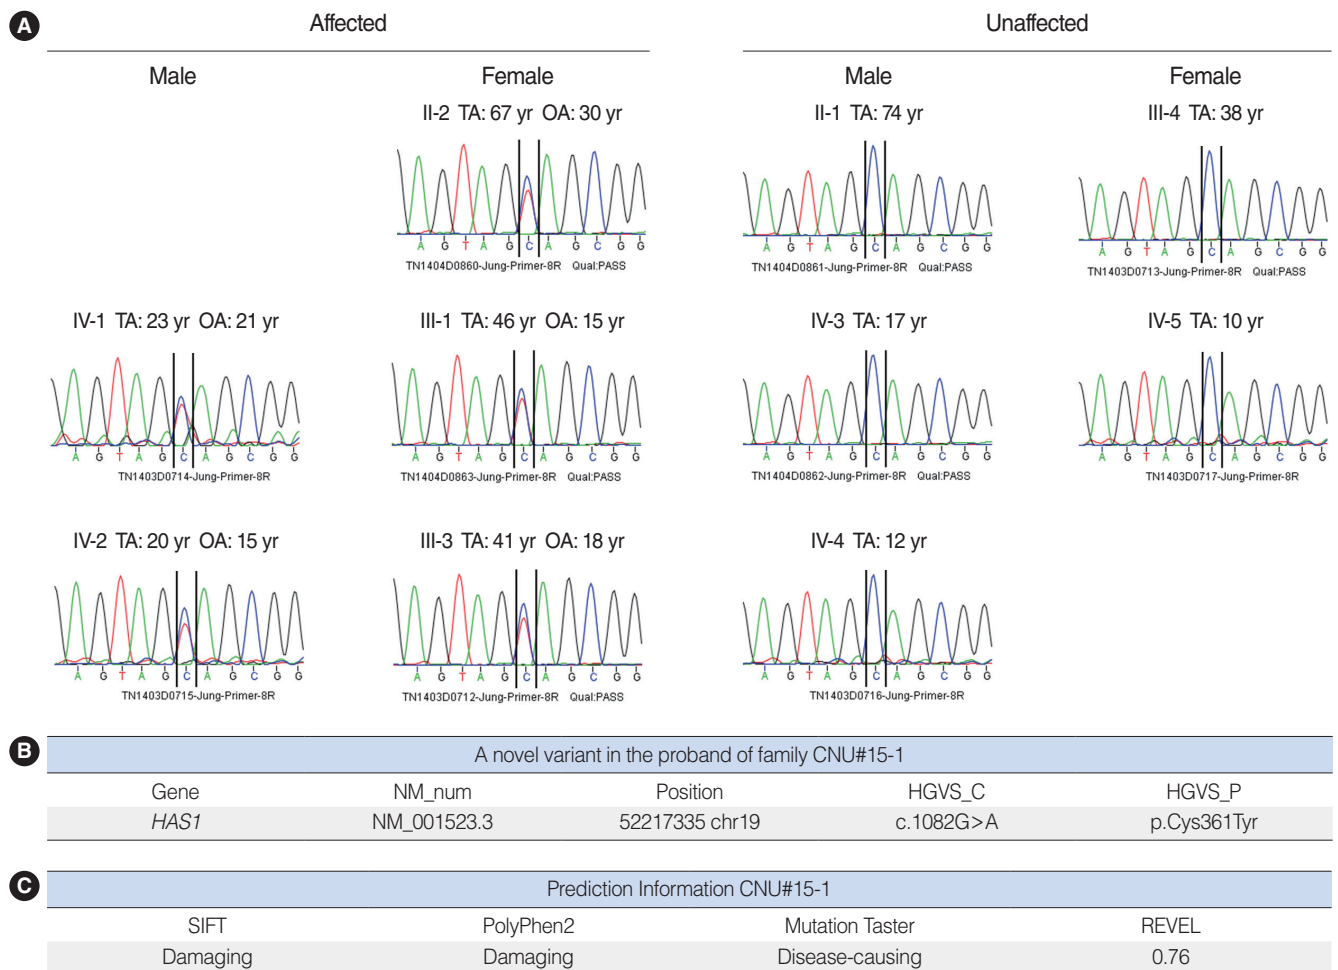 A
Affected
Unaffected
Male
Female
Male
Female
II-2 TA: 67 yr OA: 30 yr
II-1 TA: 74 yr
III-4 TA: 38 yr
A G T A G C A G C G G
TN1404D0860-Jung-Primer-8R Qual:PASS
A G T A G C A G C G G
TN1404D0861-Jung-Primer-8R Qual:PASS
A G T A G C A G C G G
TN1403D0713-Jung-Primer-8R Qual:PASS
IV-1 TA: 23 yr OA: 21 yr
III-1 TA: 46 yr OA: 15 yr
IV-3 TA: 17 yr
IV-5 TA: 10 yr
A G T A G C A G C G G
TN1403D0714-Jung-Primer-8R
A G T A G C A G C G G
TN1404D0863-Jung-Primer-8R Qual:PASS
A G T A G C A G C G G
TN1404D0862-Jung-Primer-8R Qual:PASS
A G T A G C A G C G G
TN1403D0717-Jung-Primer-8R
IV-2 TA: 20 yr OA: 15 yr
III-3 TA: 41 yr OA: 18 yr
IV-4 TA: 12 yr
A G T A G C A G C G G
TN1403D0715-Jung-Primer-8R
A G T A G C A G C G G
TN1403D0712-Jung-Primer-8R Qual:PASS
A G T A G C A G C G G
TN1403D0716-Jung-Primer-8R
B
A novel variant in the proband of family CNU#15-1
Gene NM_num Position HGVS_C HGVS_P
HAS1 NM_001523.3 52217335 chr19 c.1082G>A p.Cys361Tyr
C
Prediction Information CNU#15-1
SIFT PolyPhen2 Mutation Taster REVEL
Damaging Damaging Disease-causing 0.76